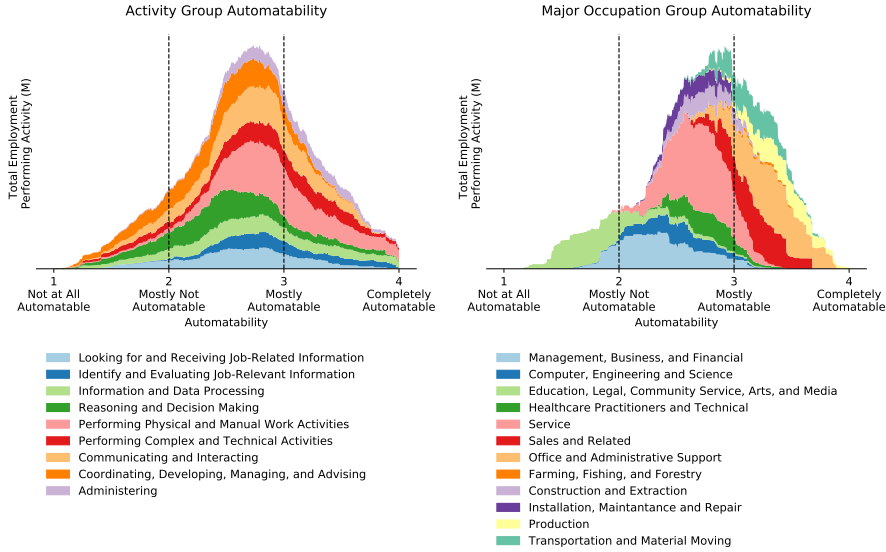 Activity Group Automatability
Total Employment
Performing Activity (M)
1
Not at All
Automatable
2
Mostly Not
Automatable
3
Mostly
Automatable
4
Completely
Automatable
Automatability
Looking for and Receiving Job-Related Information
Identify and Evaluating Job-Relevant Information
Information and Data Processing
Reasoning and Decision Making
Performing Physical and Manual Work Activities
Performing Complex and Technical Activities
Communicating and Interacting
Coordinating, Developing, Managing, and Advising
Administering
Major Occupation Group Automatability
Total Employment
Performing Activity (M)
1
Not at All
Automatable
2
Mostly Not
Automatable
3
Mostly
Automatable
4
Completely
Automatable
Automatability
Management, Business, and Financial
Computer, Engineering and Science
Education, Legal, Community Service, Arts, and Media
Healthcare Practitioners and Technical
Service
Sales and Related
Office and Administrative Support
Farming, Fishing, and Forestry
Construction and Extraction
Installation, Maintantance and Repair
Production
Transportation and Material Moving